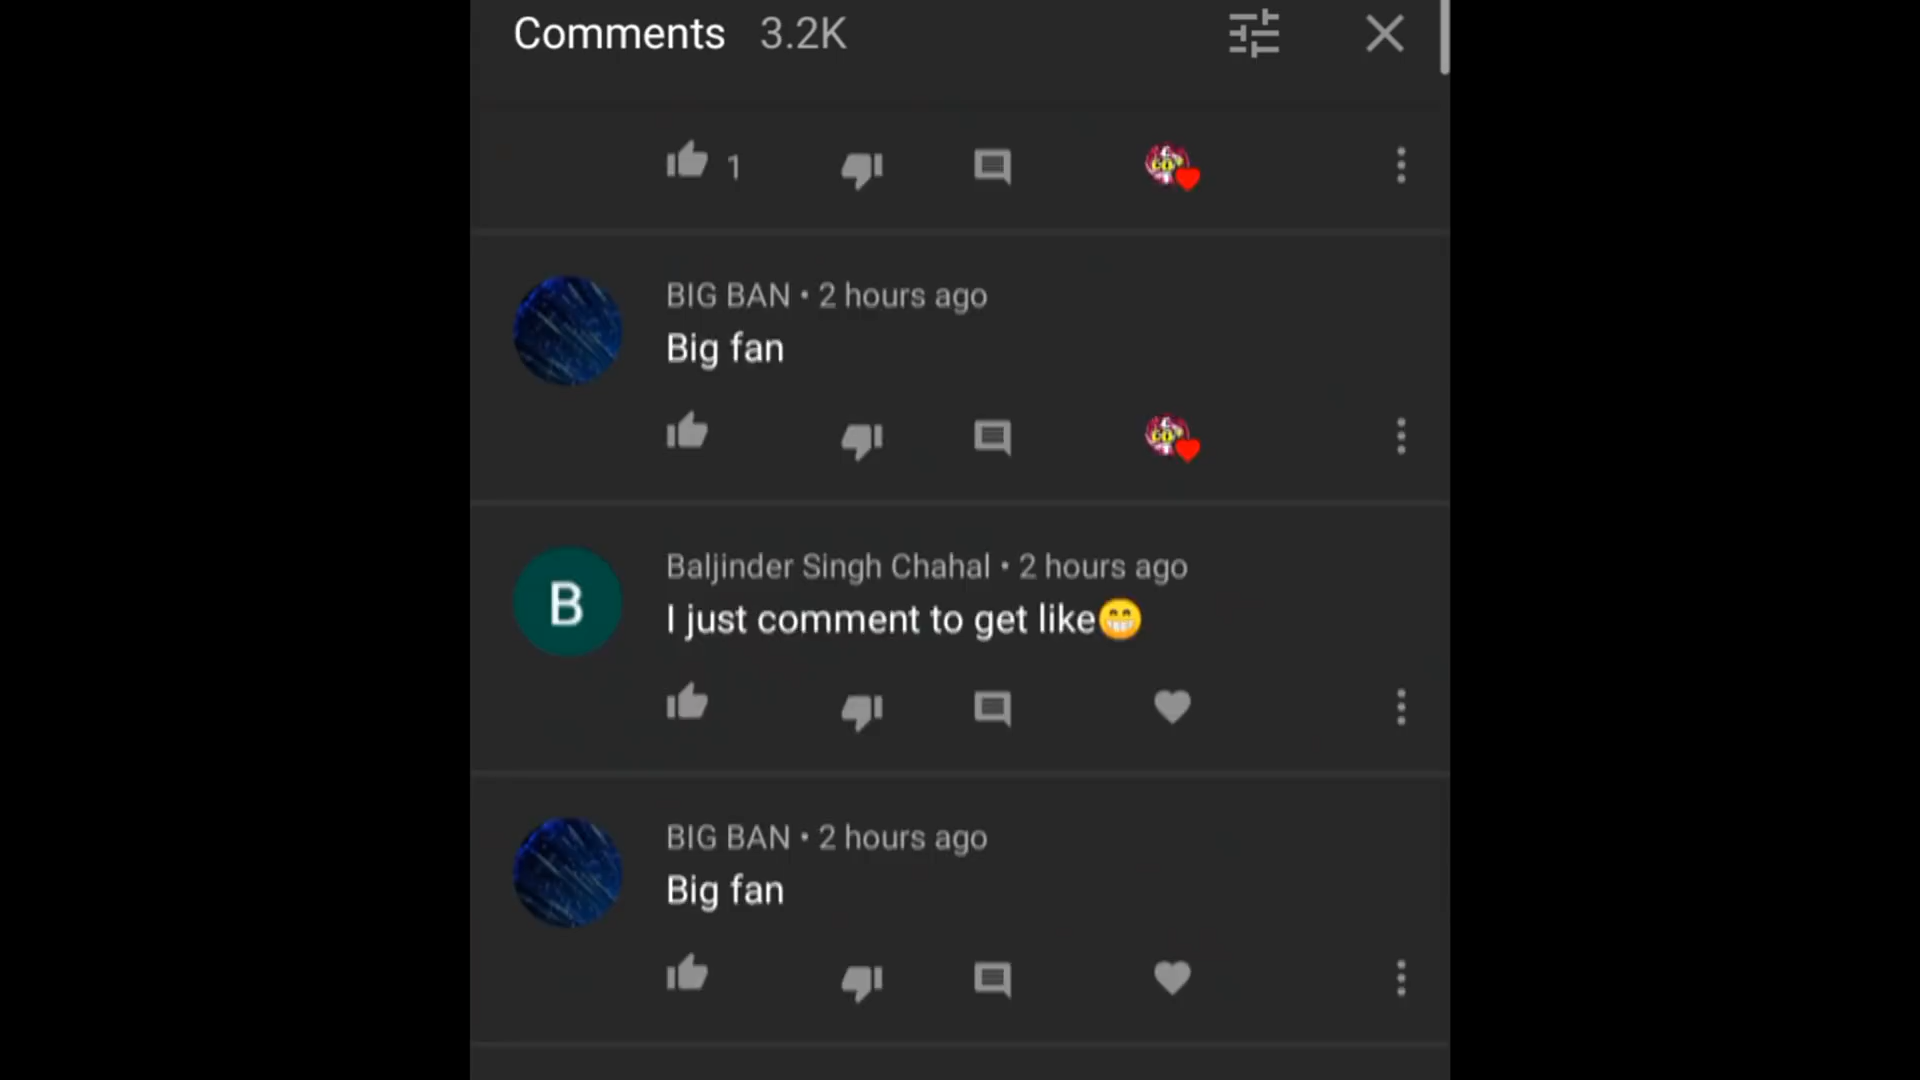 Comments 3.2K
1
BIG BAN • 2 hours ago
Big fan
B
Baljinder Singh Chahal • 2 hours ago
I just comment to get like😁
BIG BAN • 2 hours ago
Big fan